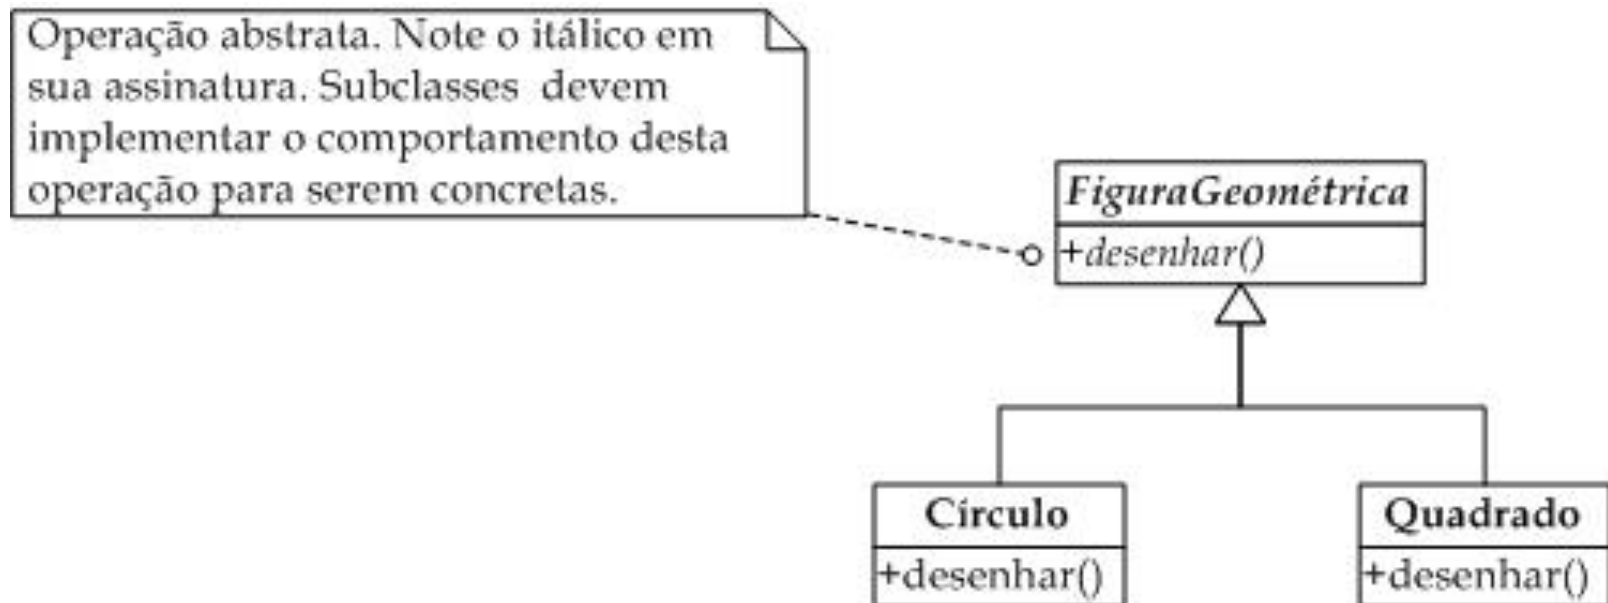 Operação abstrata. Note o itálico em
sua assinatura. Subclasses devem
implementar o comportamento desta
operação para serem concretas.
FiguraGeométrica
+desenhar()
Círculo
+desenhar()
Quadrado
+desenhar()